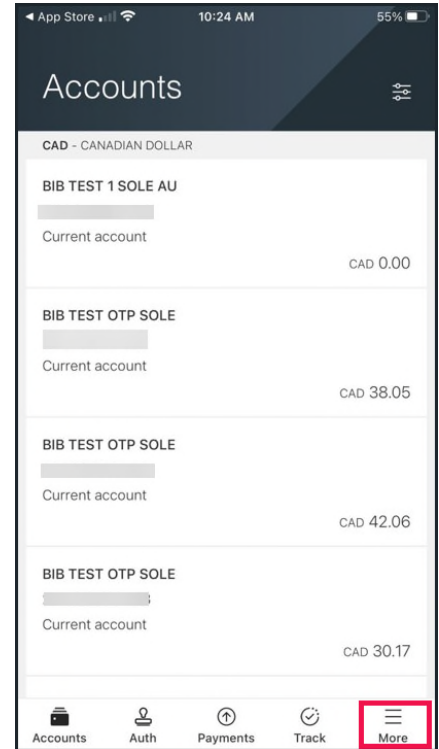 App Store
10:24 AM
55%
Accounts
CAD - CANADIAN DOLLAR
BIB TEST 1 SOLE AU
Current account
CAD 0.00
BIB TEST OTP SOLE
Current account
CAD 38.05
BIB TEST OTP SOLE
Current account
CAD 42.06
BIB TEST OTP SOLE
Current account
CAD 30.17
Accounts Auth Payments Track More